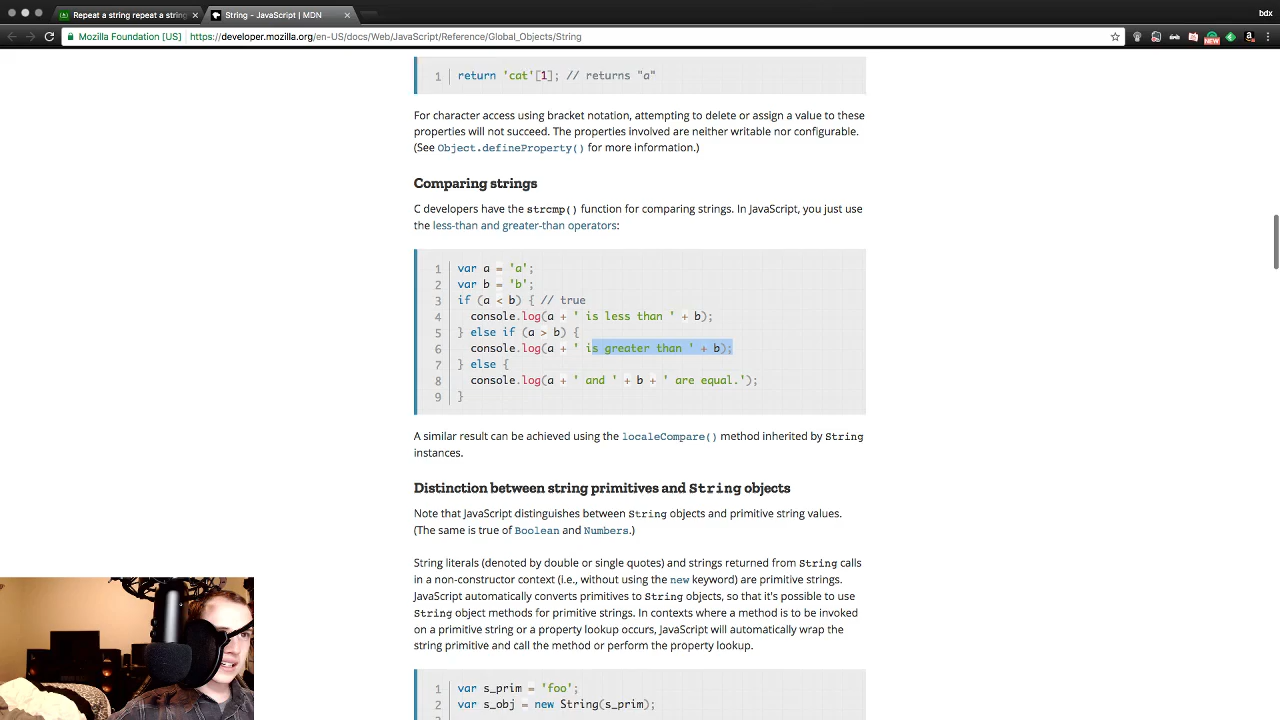 Repeat a string repeat a string
String - JavaScript | MDN
bdx
Mozilla Foundation [US]
https://developer.mozilla.org/en-US/docs/Web/JavaScript/Reference/Global_Objects/String
NEW
1 return 'cat'[1]; // returns "a"
For character access using bracket notation, attempting to delete or assign a value to these
properties will not succeed. The properties involved are neither writable nor configurable.
(See Object.defineProperty() for more information.)
Comparing strings
C developers have the strcmp() function for comparing strings. In JavaScript, you just use
the less-than and greater-than operators:
1 var a = 'a';
2 var b = 'b';
3 if (a < b) { // true
4 console.log(a + ' is less than ' + b);
5 } else if (a > b) {
6 console.log(a + ' is greater than ' + b);
7 } else {
8 console.log(a + ' and ' + b + ' are equal.');
9 }
A similar result can be achieved using the localeCompare() method inherited by String
instances.
Distinction between string primitives and String objects
Note that JavaScript distinguishes between String objects and primitive string values.
(The same is true of Boolean and Numbers.)
String literals (denoted by double or single quotes) and strings returned from String calls
in a non-constructor context (i.e., without using the new keyword) are primitive strings.
JavaScript automatically converts primitives to String objects, so that it's possible to use
String object methods for primitive strings. In contexts where a method is to be invoked
on a primitive string or a property lookup occurs, JavaScript will automatically wrap the
string primitive and call the method or perform the property lookup.
1 var s_prim = 'foo';
2 var s_obj = new String(s_prim);